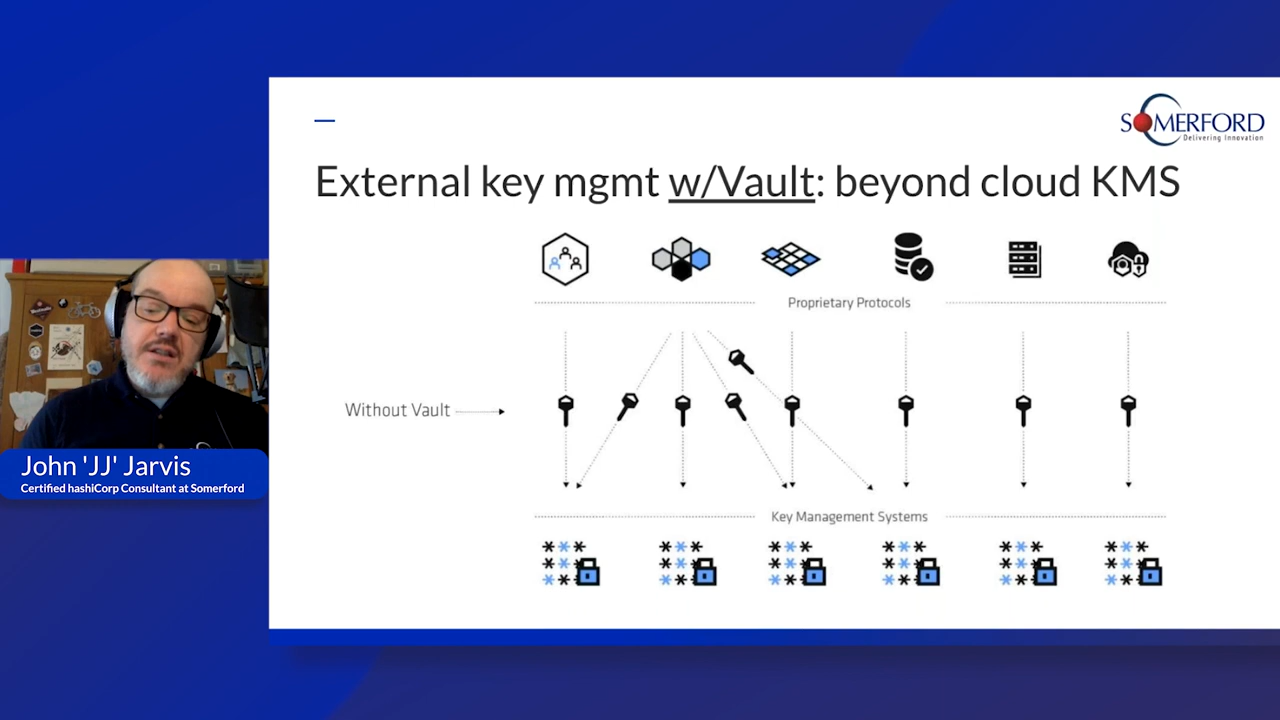 SOMERFORD
Delivering Innovation
External key mgmt w/Vault: beyond cloud KMS
Proprietary Protocols
Without Vault
Key Management Systems
John 'JJ' Jarvis
Certified hashiCorp Consultant at Somerford